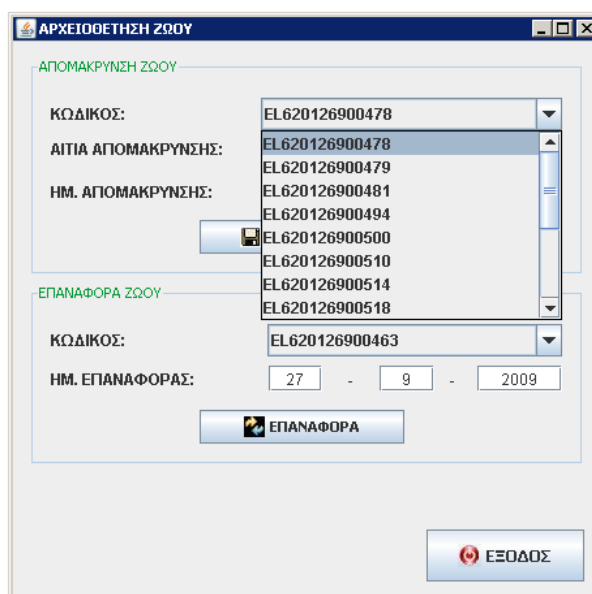 ΑΡΧΕΙΟΘΕΤΗΣΗ ΖΩΟΥ
ΑΠΟΜΑΚΡΥΝΣΗ ΖΩΟΥ
ΚΩΔΙΚΟΣ: EL620126900478
ΑΙΤΙΑ ΑΠΟΜΑΚΡΥΝΣΗΣ: EL620126900478
EL620126900479
ΗΜ. ΑΠΟΜΑΚΡΥΝΣΗΣ: EL620126900481
EL620126900494
EL620126900500
EL620126900510
EL620126900514
EL620126900518
ΕΠΑΝΑΦΟΡΑ ΖΩΟΥ
ΚΩΔΙΚΟΣ: EL620126900463
ΗΜ. ΕΠΑΝΑΦΟΡΑΣ: 27 - 9 - 2009
ΕΠΑΝΑΦΟΡΑ
ΕΞΟΔΟΣ